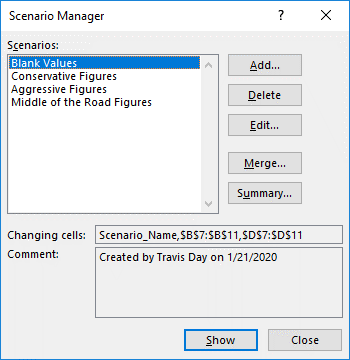 Scenario Manager ? ×
Scenarios:
Blank Values
Conservative Figures
Aggressive Figures
Middle of the Road Figures
Add...
Delete
Edit...
Merge...
Summary...
Changing cells: Scenario_Name,$B$7:$B$11,$D$7:$D$11
Comment: Created by Travis Day on 1/21/2020
Show Close